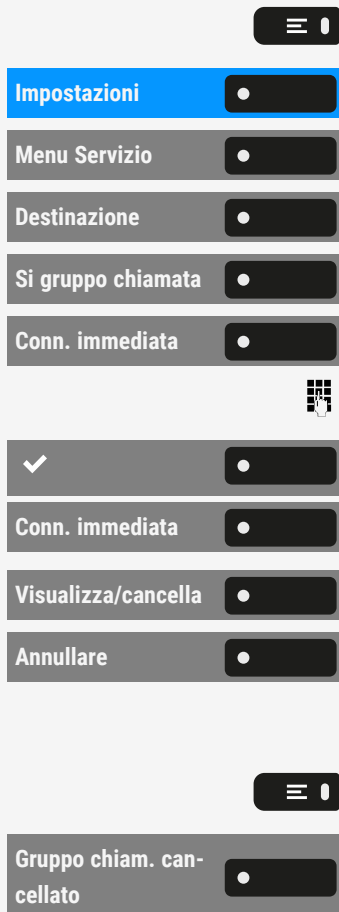 Impostazioni
Menu Servizio
Destinazione
Si gruppo chiamata
Conn. immediata
Conn. immediata
Visualizza/cancella
Annullare
Gruppo chiam. can-
cellato